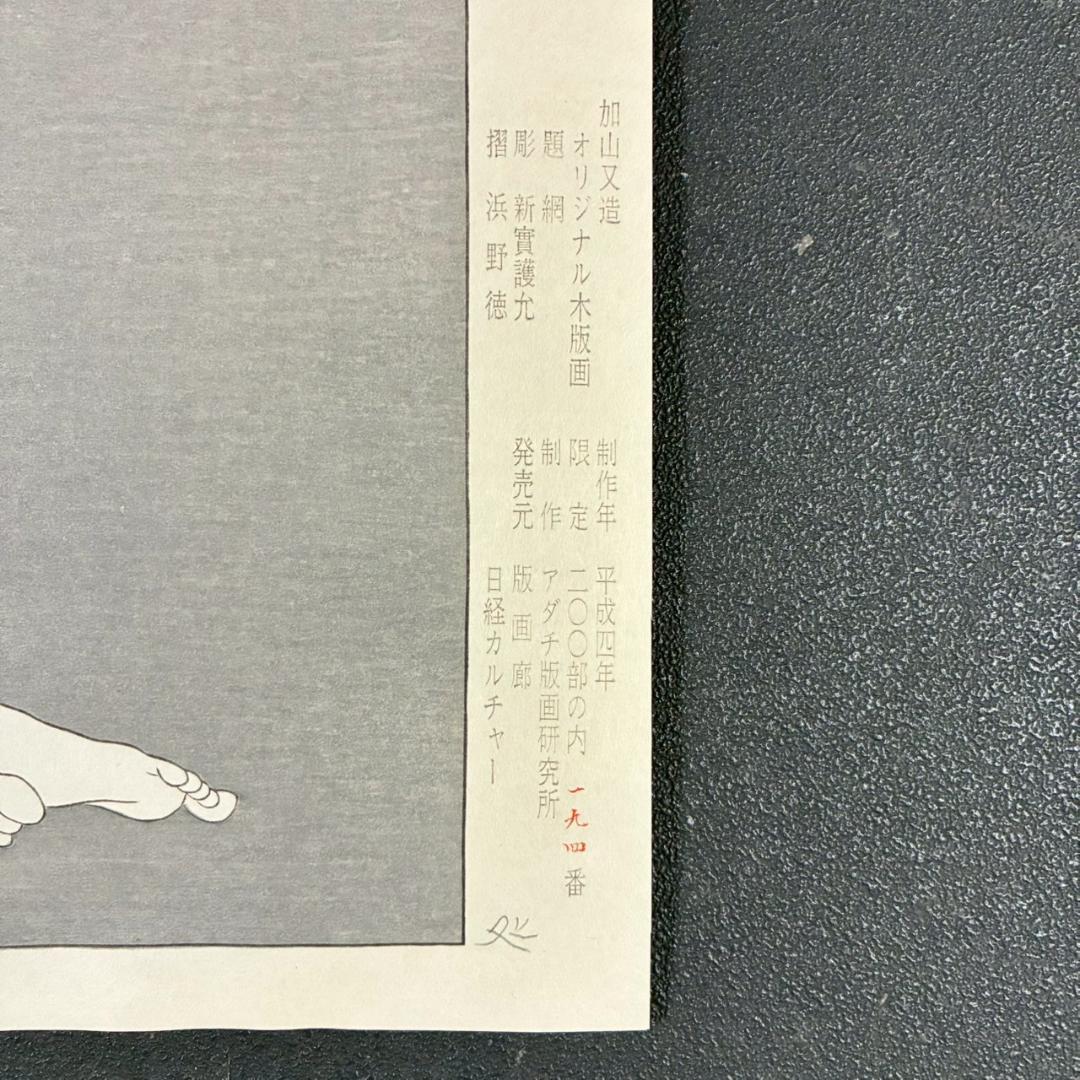 加山又造
オリジナル木版画
題 網
彫 新實護允
摺 浜野徳
制作年 平成四年
限定 二〇〇部の内 一九四番
制作 アダチ版画研究所
発売元 版画廊
日経カルチャー
又